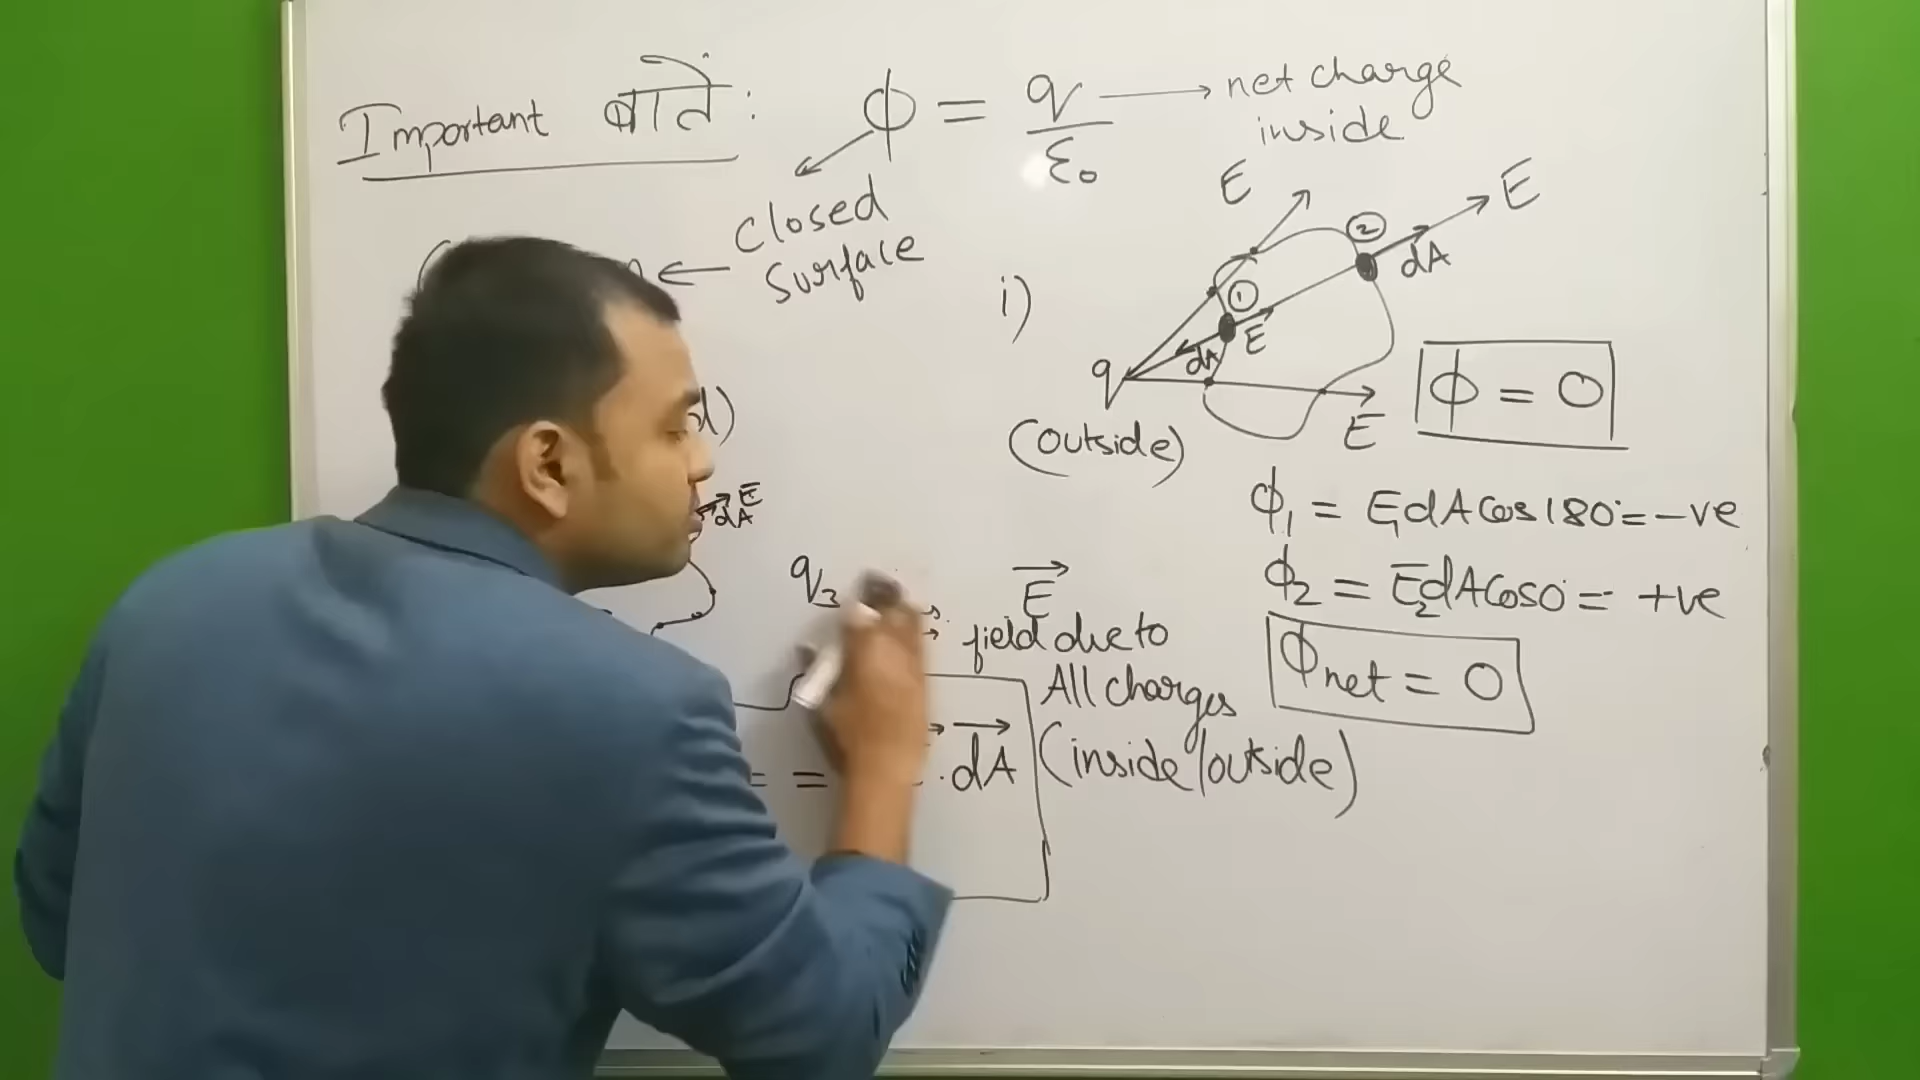 Important बातें : ϕ = q/ε₀ → net charge
inside
closed
surface
i)
E
E
②
dA
①
E
dA
q
(outside)
E
ϕ = 0
d)
E
dA
ϕ₁ = E₁dA cos180° = -ve
ϕ₂ = E₂dA cos0° = +ve
ϕnet = 0
q₃
E
field due to
All charges
(inside/outside)
= . dA